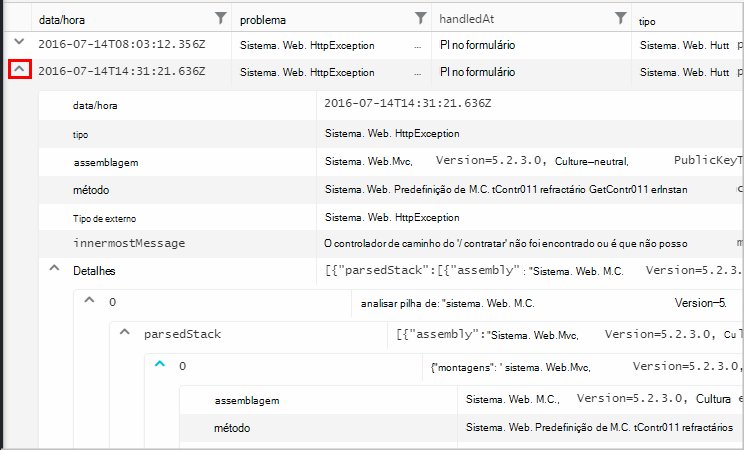 data/hora problema handledAt tipo
2016-07-14T08:03:12.356Z Sistema. Web. HttpException ... PI no formulário Sistema. Web. Hutt p
2016-07-14T14:31:21.636Z Sistema. Web. HttpException ... PI no formulário Sistema. Web. Hutt p
data/hora 2016-07-14T14:31:21.636Z
tipo Sistema. Web. HttpException
assemblagem Sistema. Web.Mvc, Version=5.2.3.0, Culture—neutral, PublicKeyT
método Sistema. Web. Predefinição de M.C. tContr011 refractário GetContr011 erInstan c
Tipo de externo Sistema. Web. HttpException
innermostMessage O controlador de caminho do '/ contratar' não foi encontrado ou é que não posso m
Detalhes [{"parsedStack":[{"assembly" : "Sistema. Web. M.C. Version=5.2.3.
0 analisar pilha de: "sistema. Web. M.C. Version—5.
parsedStack [{"assembly":"Sistema. Web.Mvc, Version=5.2.3.0, Cu
0 {"montagens": ' sistema. Web.Mvc, Version=5.2.3.0,
assemblagem Sistema. Web. M.C., Version=5.2.3.0, Cultura e
método Sistema. Web. Predefinições de M.C. tContr011 refractários